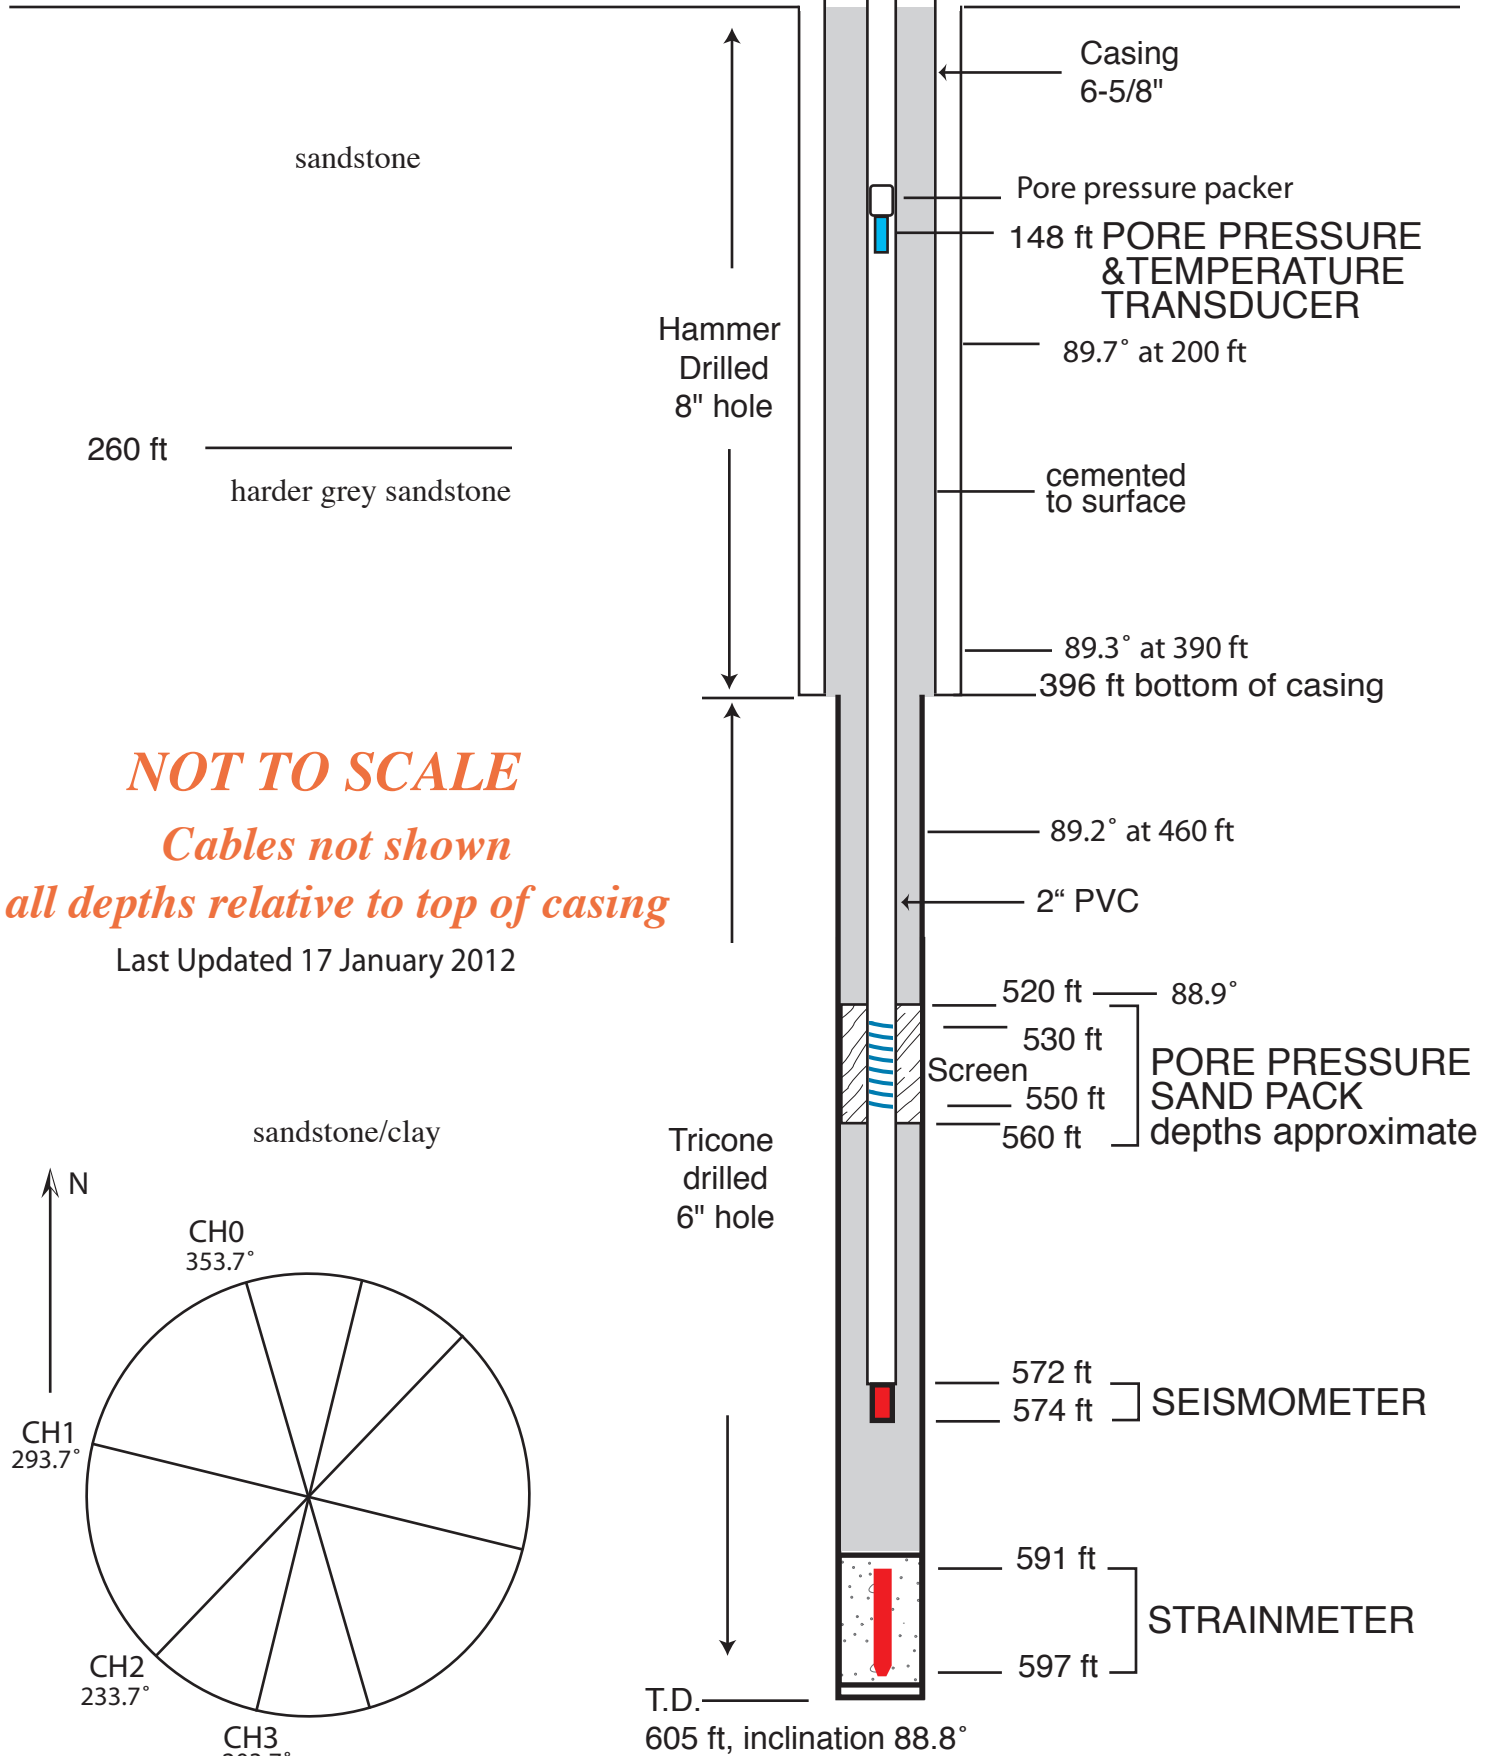 Casing
6-5/8"
sandstone
Pore pressure packer
148 ft PORE PRESSURE
&TEMPERATURE
TRANSDUCER
Hammer
Drilled
8" hole
89.7˚ at 200 ft
260 ft
harder grey sandstone
cemented
to surface
89.3˚ at 390 ft
396 ft bottom of casing
NOT TO SCALE
Cables not shown
all depths relative to top of casing
Last Updated 17 January 2012
89.2˚ at 460 ft
2“ PVC
520 ft
88.9˚
530 ft
Screen
550 ft
560 ft
PORE PRESSURE
SAND PACK
depths approximate
sandstone/clay
Tricone
drilled
6" hole
N
CH0
353.7˚
CH1
293.7˚
CH2
233.7˚
CH3
572 ft
574 ft
SEISMOMETER
591 ft
STRAINMETER
597 ft
T.D.
605 ft, inclination 88.8˚